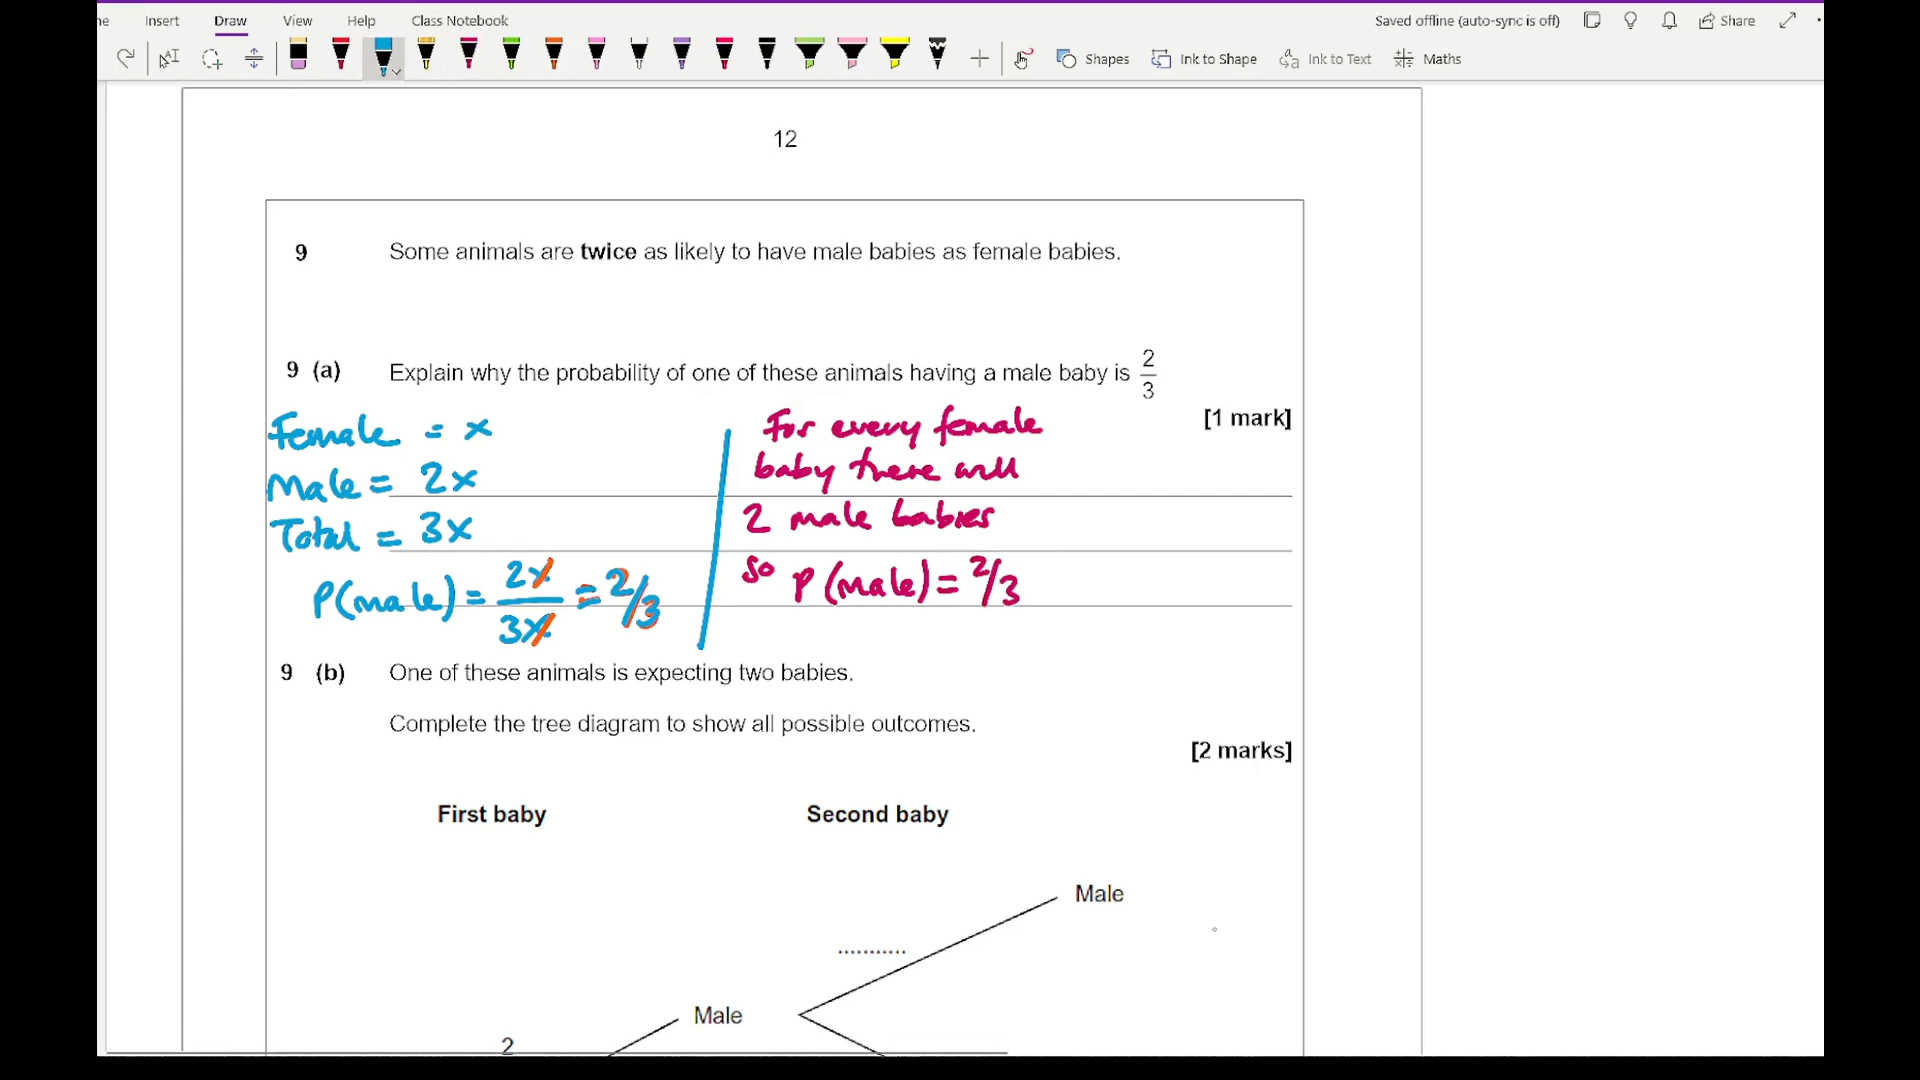 Insert Draw View Help Class Notebook Saved offline (auto-sync is off) Share
Shapes Ink to Shape Ink to Text Maths
12
9 Some animals are twice as likely to have male babies as female babies.
9 (a) Explain why the probability of one of these animals having a male baby is 2/3
[1 mark]
Female = x
Male = 2x
Total = 3x
P(male) = 2x/3x = 2/3
For every female
baby there will
2 male babies
so P(male) = 2/3
9 (b) One of these animals is expecting two babies.
Complete the tree diagram to show all possible outcomes.
[2 marks]
First baby Second baby
Male
...........
Male
2